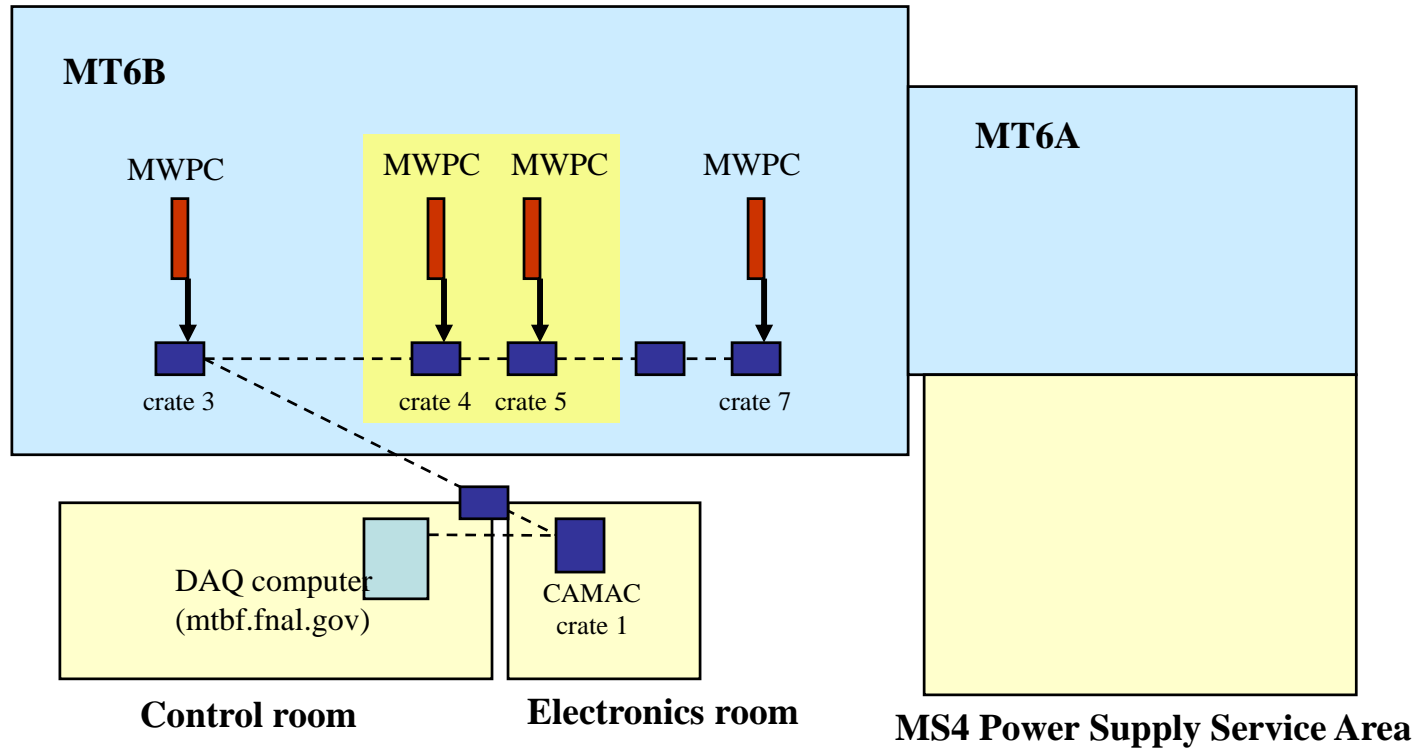 MT6B
MT6A
MWPC
MWPC
MWPC
MWPC
crate 3
crate 4
crate 5
crate 7
DAQ computer
(mtbf.fnal.gov)
CAMAC
crate 1
Control room
Electronics room
MS4 Power Supply Service Area